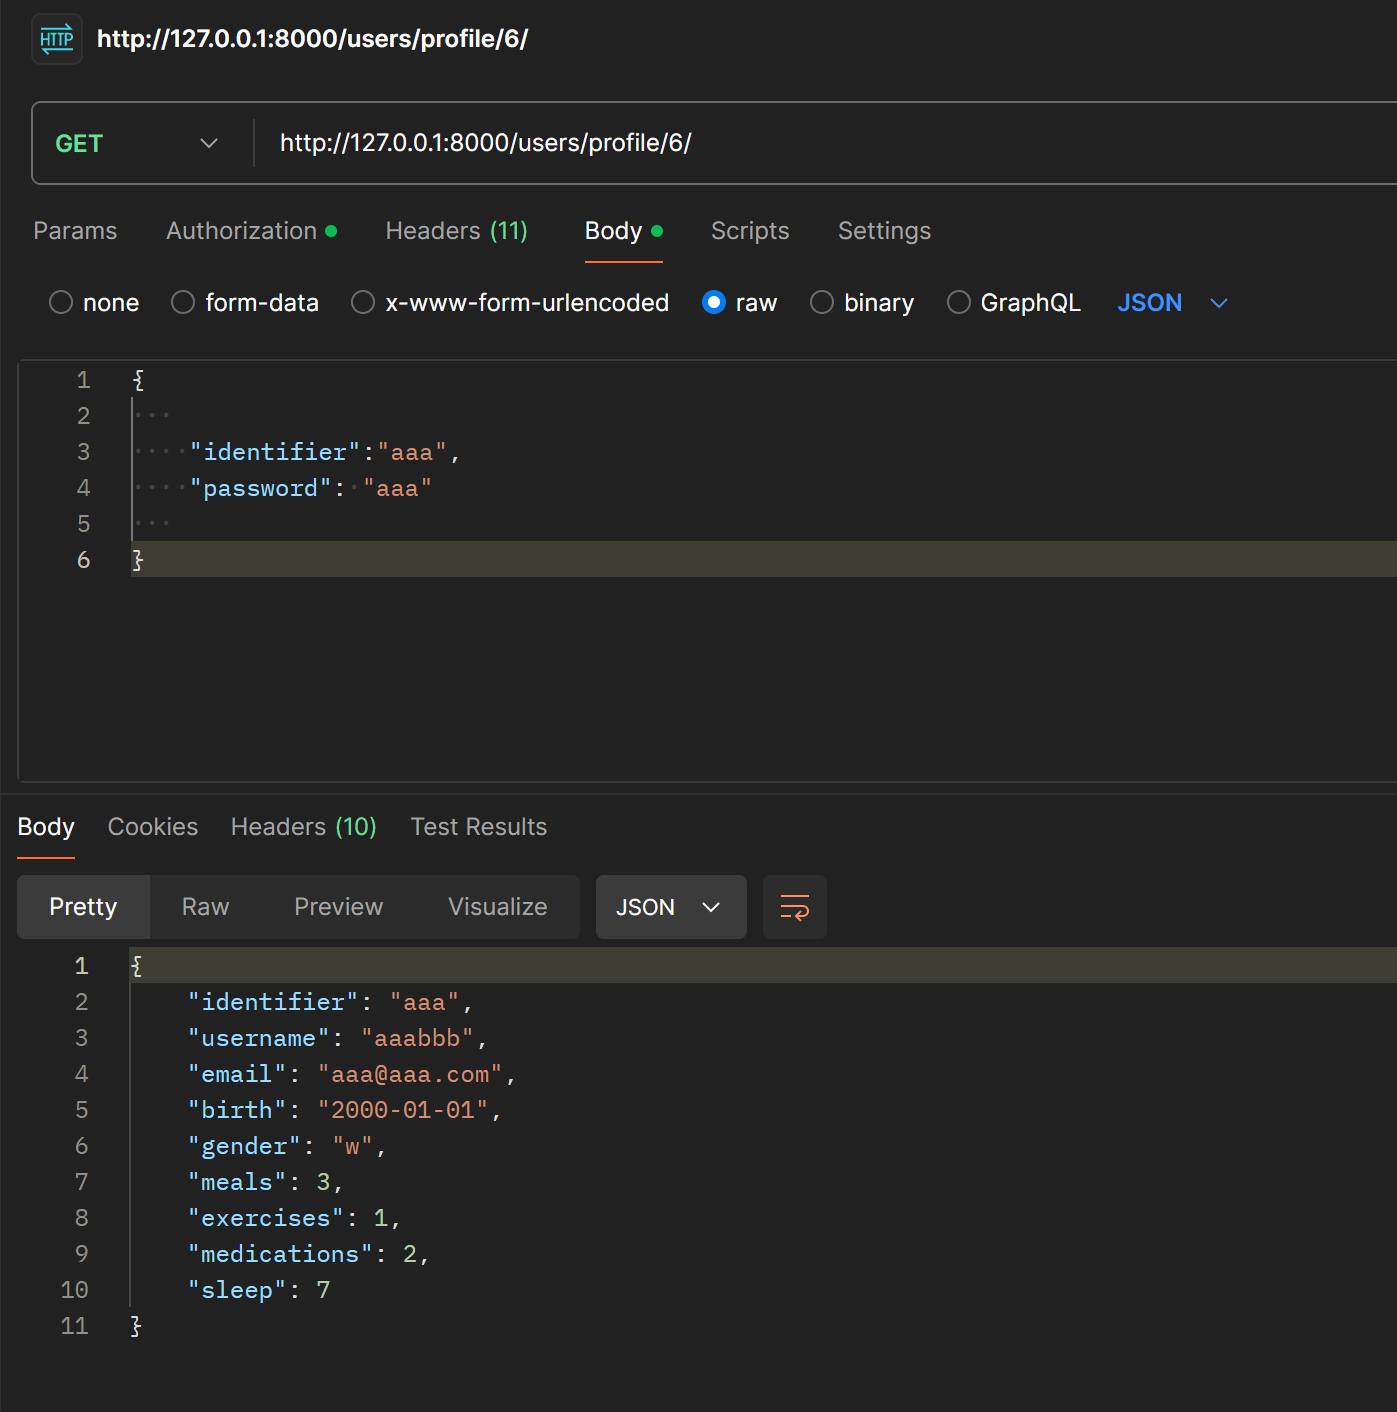 HTTP http://127.0.0.1:8000/users/profile/6/
GET http://127.0.0.1:8000/users/profile/6/
Params Authorization Headers (11) Body Scripts Settings
none form-data x-www-form-urlencoded raw binary GraphQL JSON
1 {
2
3 "identifier":"aaa",
4 "password": "aaa"
5
6 }
Body Cookies Headers (10) Test Results
Pretty Raw Preview Visualize JSON
1 {
2 "identifier": "aaa",
3 "username": "aaabbb",
4 "email": "aaa@aaa.com",
5 "birth": "2000-01-01",
6 "gender": "w",
7 "meals": 3,
8 "exercises": 1,
9 "medications": 2,
10 "sleep": 7
11 }